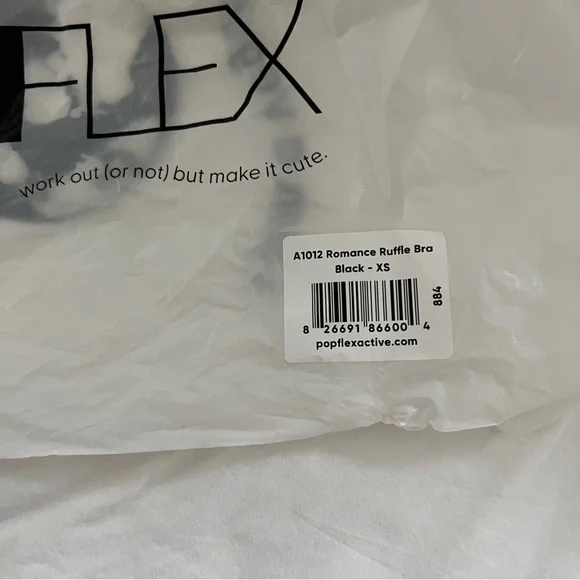 FLEX
work out (or not) but make it cute.
A1012 Romance Ruffle Bra
Black - XS
884
8 26691 86600 4
popflexactive.com